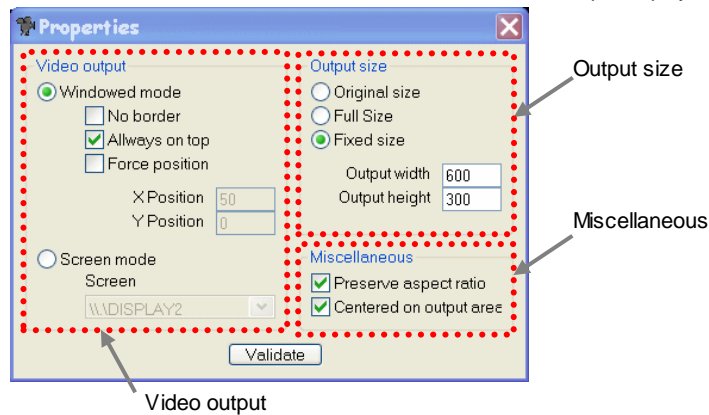 Properties
Video output
Windowed mode
No border
Allways on top
Force position
X Position 50
Y Position 0
Screen mode
Screen
\\.\DISPLAY2
Output size
Original size
Full Size
Fixed size
Output width 600
Output height 300
Miscellaneous
Preserve aspect ratio
Centered on output area
Validate
Output size
Miscellaneous
Video output